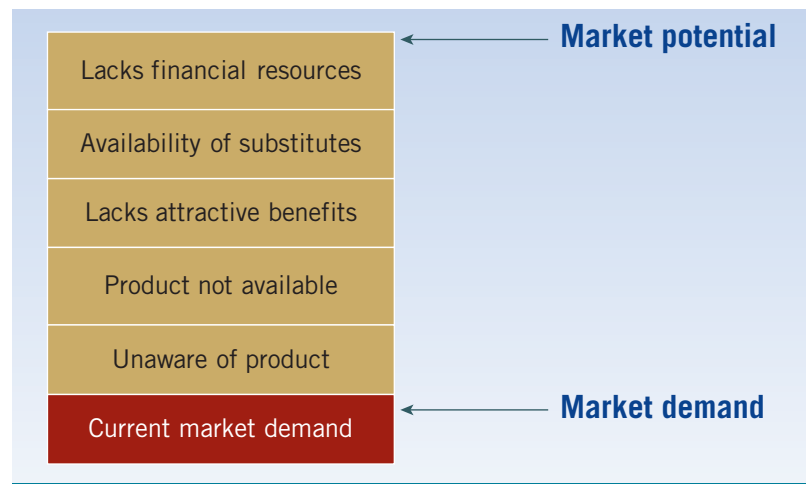 Market potential
Lacks financial resources
Availability of substitutes
Lacks attractive benefits
Product not available
Unaware of product
Market demand
Current market demand